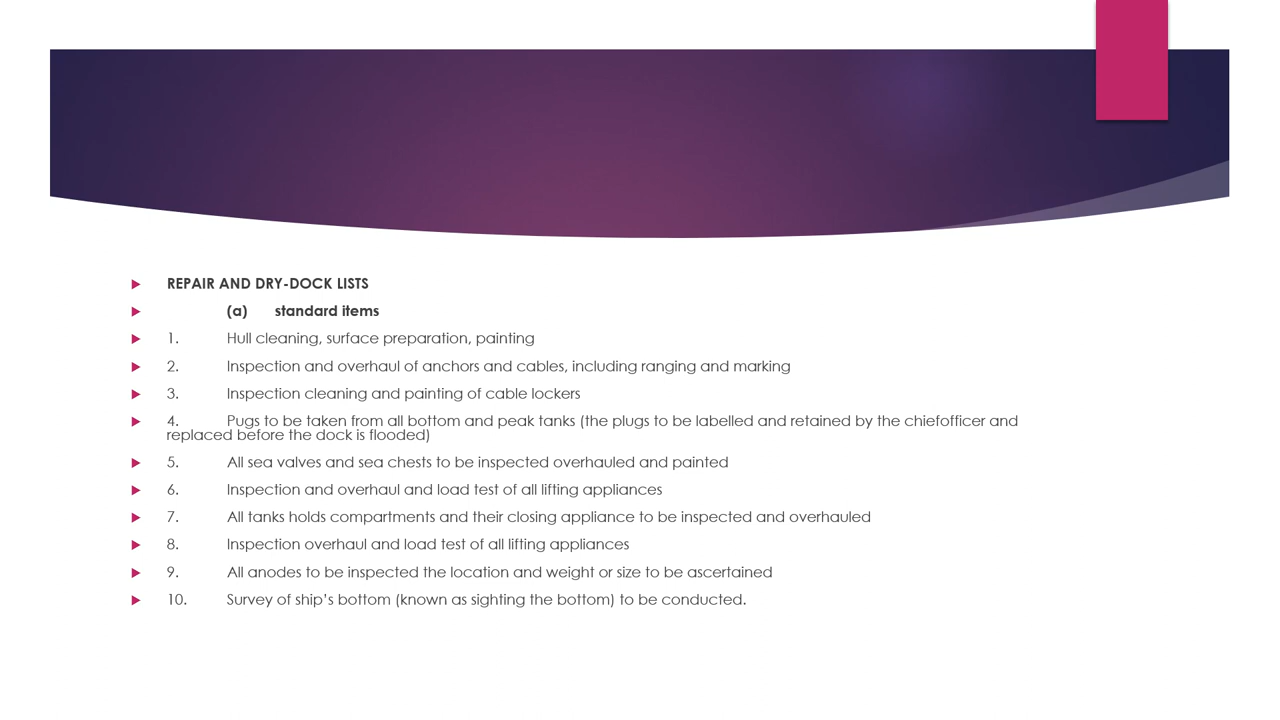 REPAIR AND DRY-DOCK LISTS
(a) standard items
1. Hull cleaning, surface preparation, painting
2. Inspection and overhaul of anchors and cables, including ranging and marking
3. Inspection cleaning and painting of cable lockers
4. Pugs to be taken from all bottom and peak tanks (the plugs to be labelled and retained by the chiefofficer and
replaced before the dock is flooded)
5. All sea valves and sea chests to be inspected overhauled and painted
6. Inspection and overhaul and load test of all lifting appliances
7. All tanks holds compartments and their closing appliance to be inspected and overhauled
8. Inspection overhaul and load test of all lifting appliances
9. All anodes to be inspected the location and weight or size to be ascertained
10. Survey of ship’s bottom (known as sighting the bottom) to be conducted.